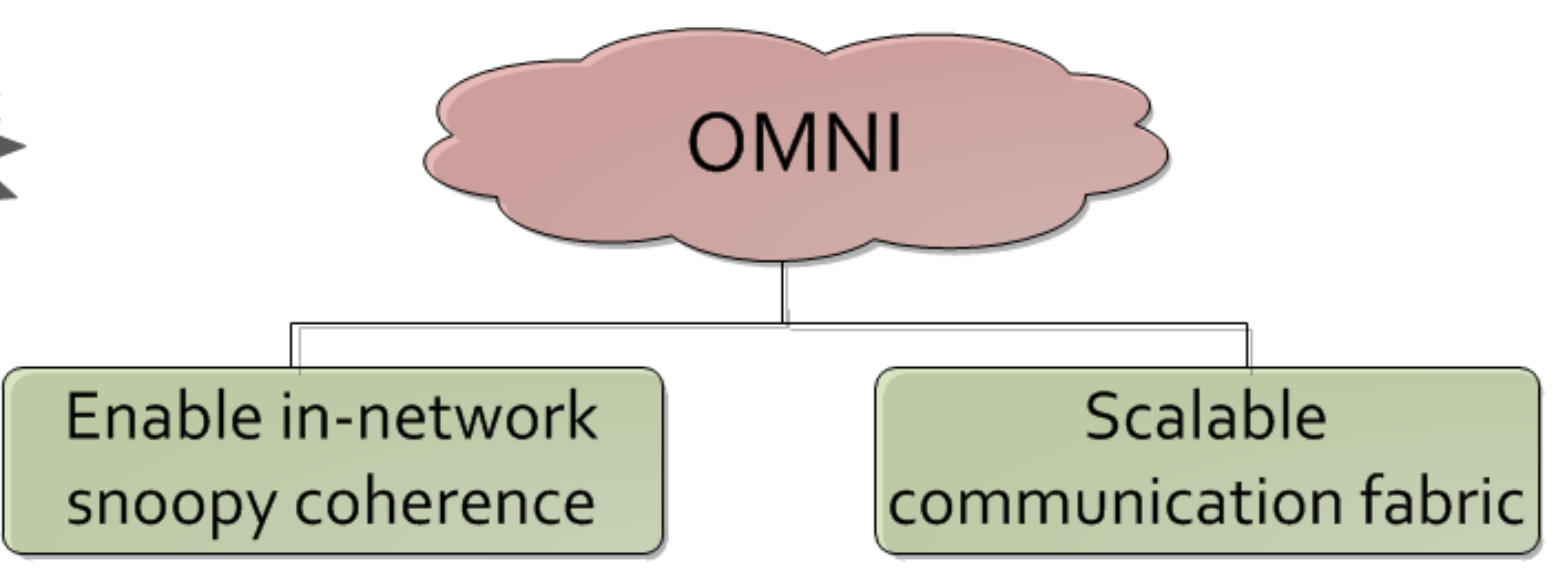 OMNI
Enable in-network
snoopy coherence
Scalable
communication fabric